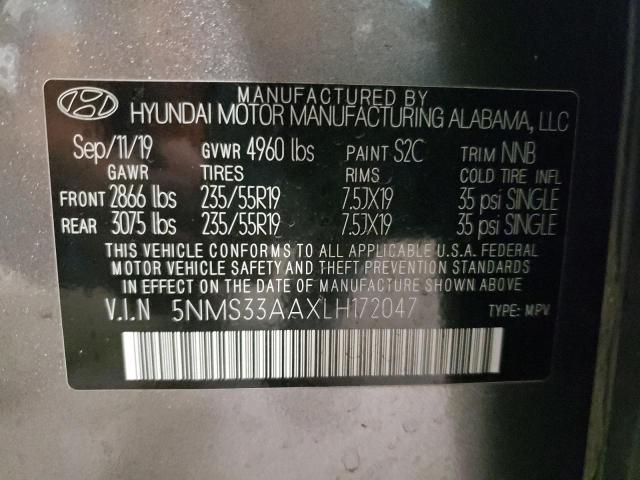 MANUFACTURED BY
HYUNDAI MOTOR MANUFACTURING ALABAMA, LLC
Sep/11/19 GVWR 4960 lbs PAINT S2C TRIM NNB
GAWR TIRES RIMS COLD TIRE INFL
FRONT 2866 lbs 235/55R19 7.5JX19 35 psi SINGLE
REAR 3075 lbs 235/55R19 7.5JX19 35 psi SINGLE
THIS VEHICLE CONFORMS TO ALL APPLICABLE U.S.A. FEDERAL
MOTOR VEHICLE SAFETY AND THEFT PREVENTION STANDARDS
IN EFFECT ON THE DATE OF MANUFACTURE SHOWN ABOVE.
V.I.N 5NMS33AAXLH172047 TYPE: MPV